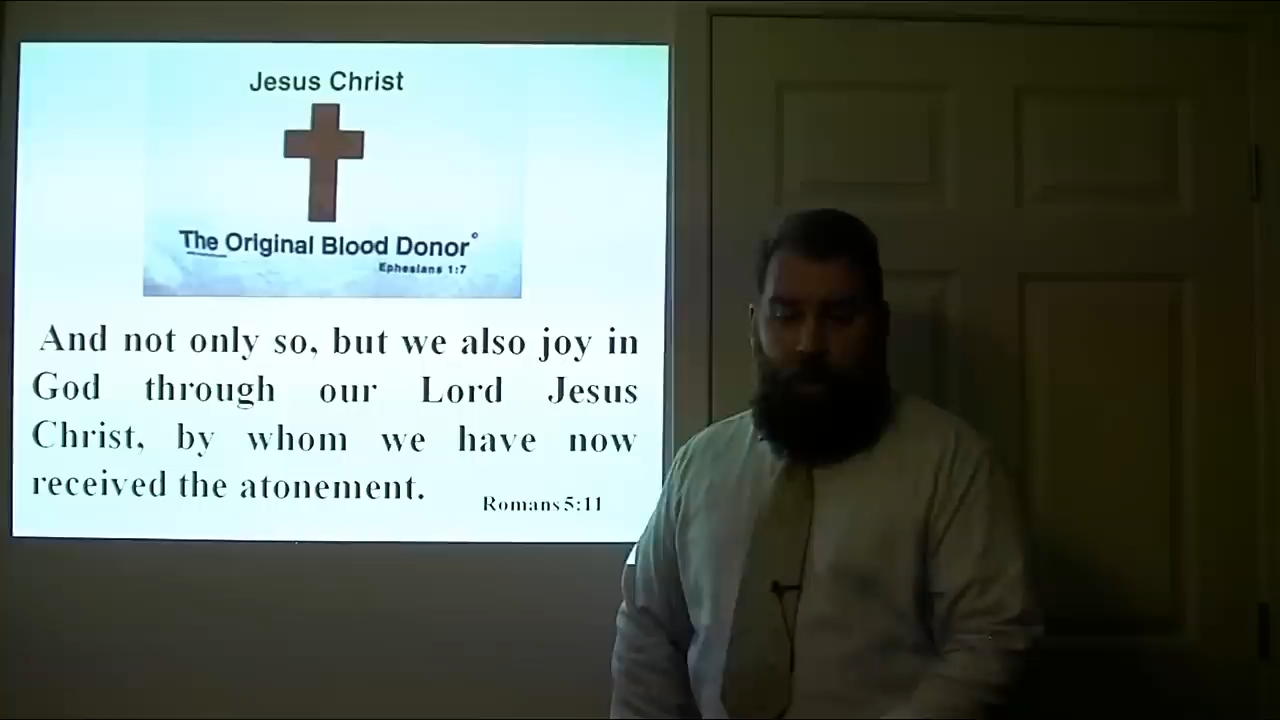 Jesus Christ
The Original Blood Donor°
Ephesians 1:7
And not only so, but we also joy in
God through our Lord Jesus
Christ, by whom we have now
received the atonement.
Romans 5:11